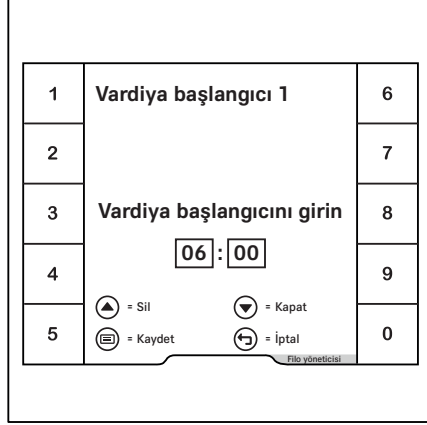 Vardiya başlangıcı 1
1
2
3
4
5
6
7
8
9
0
Vardiya başlangıcını girin
06 : 00
= Sil
= Kapat
= Kaydet
= İptal
Filo yöneticisi